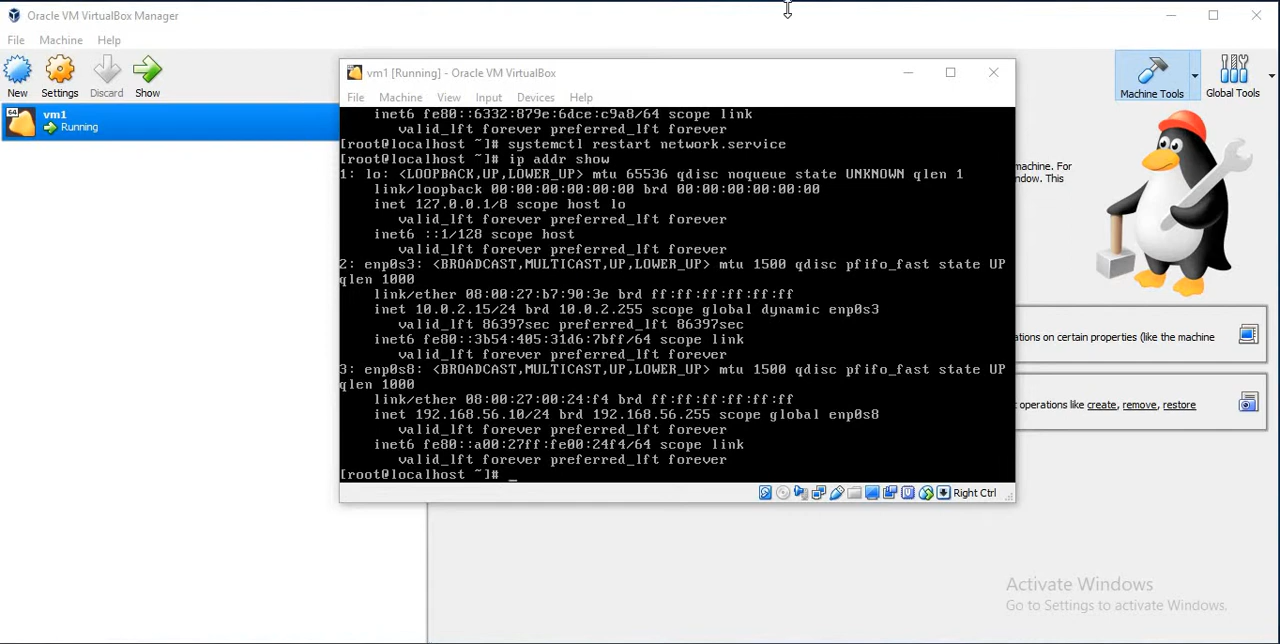 Oracle VM VirtualBox Manager
File Machine Help
New Settings Discard Show
Machine Tools Global Tools
64
vm1
Running
vm1 [Running] - Oracle VM VirtualBox
File Machine View Input Devices Help
inet6 fe80::6332:879e:6dce:c9a8/64 scope link
valid_lft forever preferred_lft forever
[root@localhost ~]# systemctl restart network.service
[root@localhost ~]# ip addr show
1: lo: <LOOPBACK,UP,LOWER_UP> mtu 65536 qdisc noqueue state UNKNOWN qlen 1
link/loopback 00:00:00:00:00:00 brd 00:00:00:00:00:00
inet 127.0.0.1/8 scope host lo
valid_lft forever preferred_lft forever
inet6 ::1/128 scope host
valid_lft forever preferred_lft forever
2: enp0s3: <BROADCAST,MULTICAST,UP,LOWER_UP> mtu 1500 qdisc pfifo_fast state UP
qlen 1000
link/ether 08:00:27:b7:90:3e brd ff:ff:ff:ff:ff:ff
inet 10.0.2.15/24 brd 10.0.2.255 scope global dynamic enp0s3
valid_lft 86397sec preferred_lft 86397sec
inet6 fe80::3b54:405:31d6:7bff/64 scope link
valid_lft forever preferred_lft forever
3: enp0s8: <BROADCAST,MULTICAST,UP,LOWER_UP> mtu 1500 qdisc pfifo_fast state UP
qlen 1000
link/ether 08:00:27:00:24:f4 brd ff:ff:ff:ff:ff:ff
inet 192.168.56.10/24 brd 192.168.56.255 scope global enp0s8
valid_lft forever preferred_lft forever
inet6 fe80::a00:27ff:fe00:24f4/64 scope link
valid_lft forever preferred_lft forever
[root@localhost ~]# _
Right Ctrl
machine. For
ndow. This
ations on certain properties (like the machine
operations like create, remove, restore
Activate Windows
Go to Settings to activate Windows.